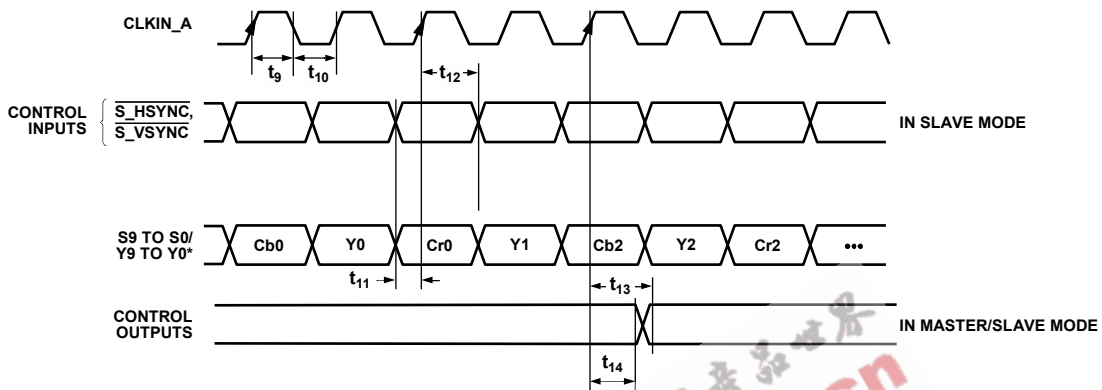 CLKIN_A
t9
t10
t12
CONTROL INPUTS
S_HSYNC,
S_VSYNC
IN SLAVE MODE
S9 TO S0/
Y9 TO Y0*
Cb0 Y0 Cr0 Y1 Cb2 Y2 Cr2 •••
t11
t13
CONTROL OUTPUTS
IN MASTER/SLAVE MODE
t14